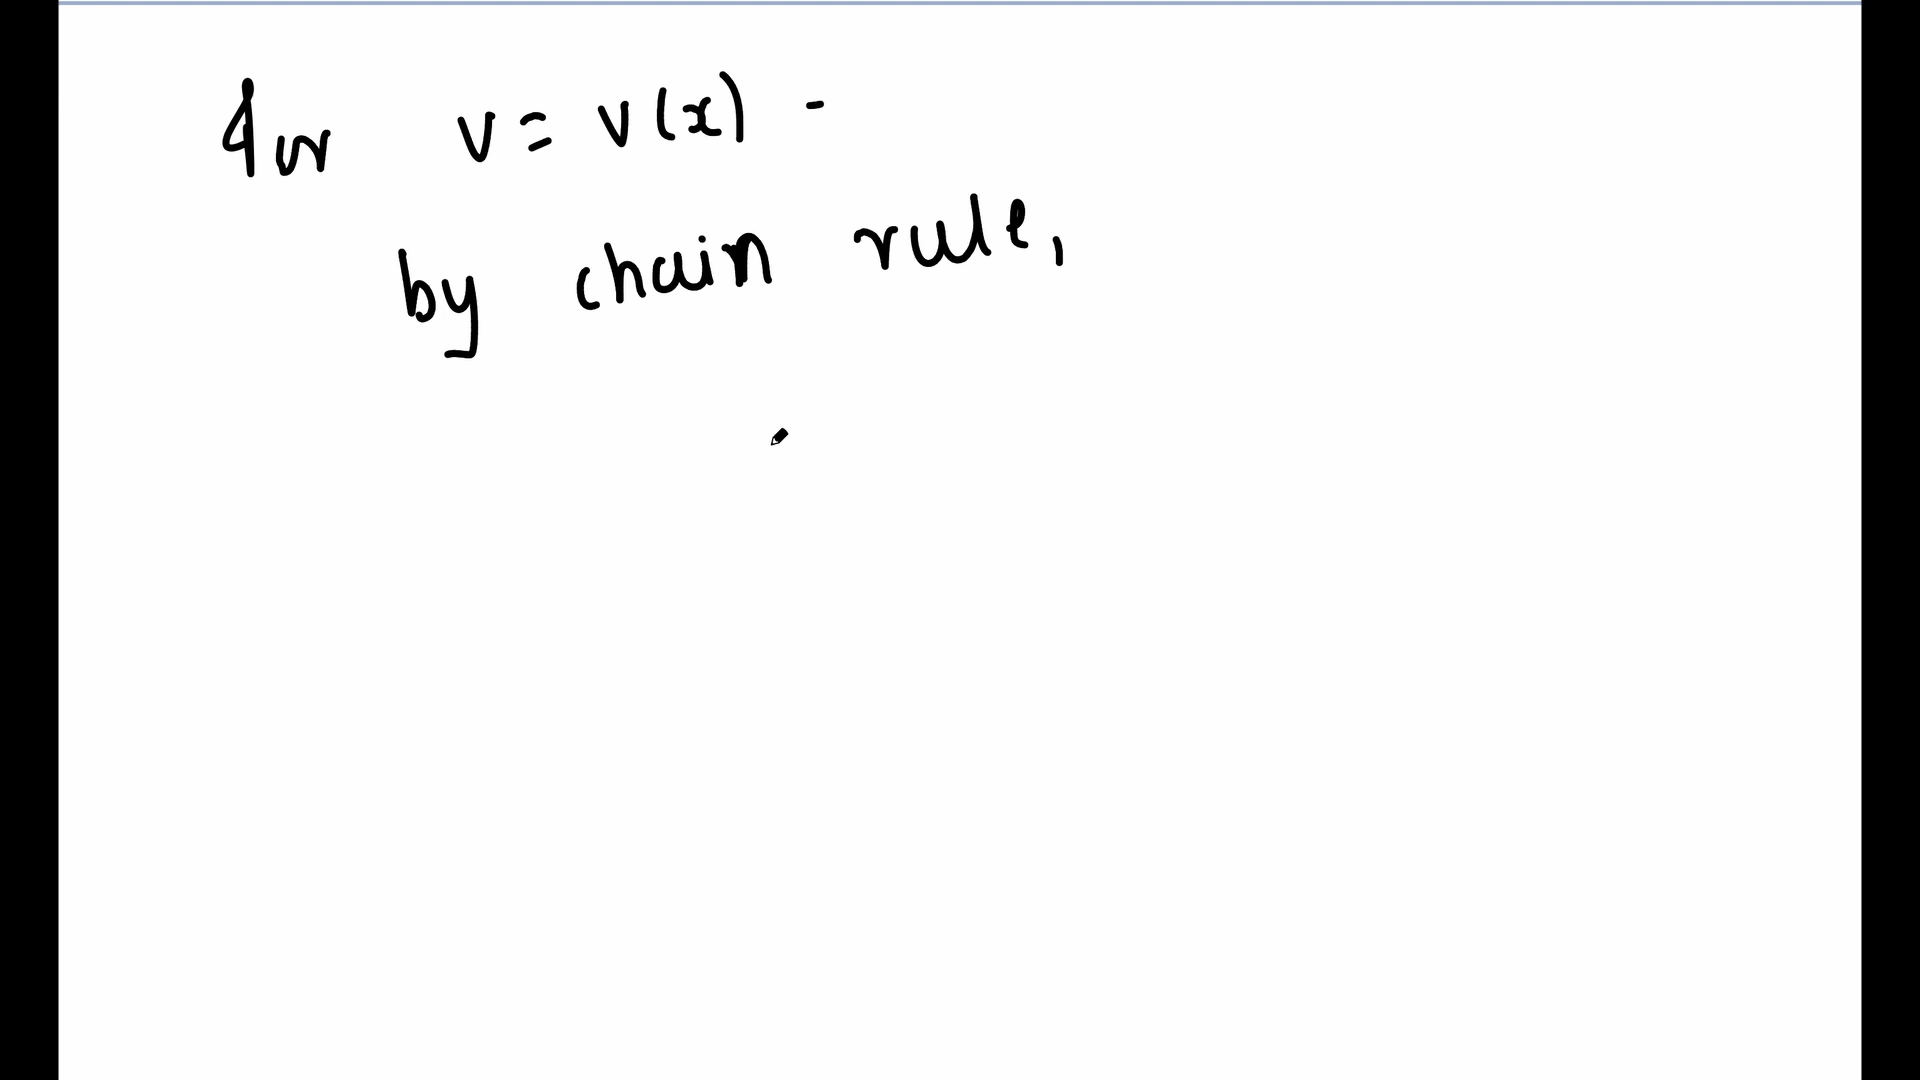 for v = v(x) -
by chain rule,